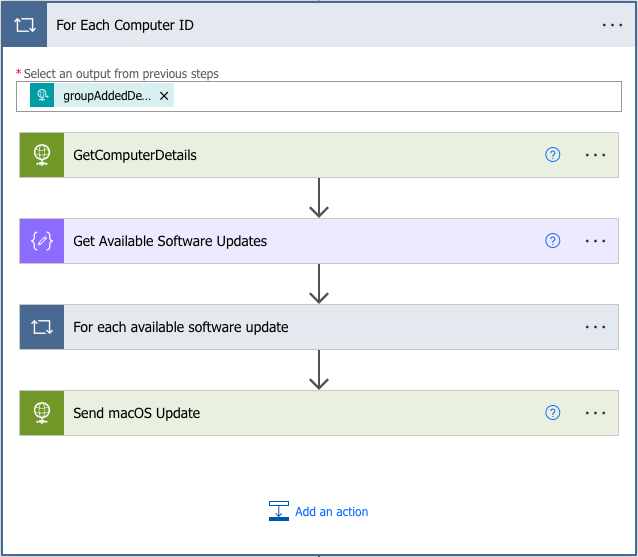 For Each Computer ID
* Select an output from previous steps
groupAddedDe...
GetComputerDetails
Get Available Software Updates
For each available software update
Send macOS Update
Add an action